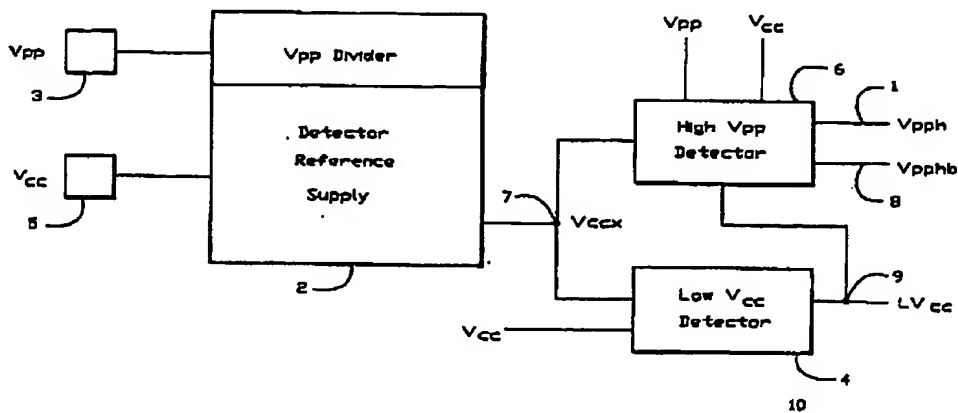 Vpp
Vcc
6
1
Vpp
3
Vpp Divider
Detector
Reference
Supply
High Vpp
Detector
Vpph
Vpphb
8
Vcc
5
7
Vccx
2
9
Low Vcc
Detector
LVcc
Vcc
4
10